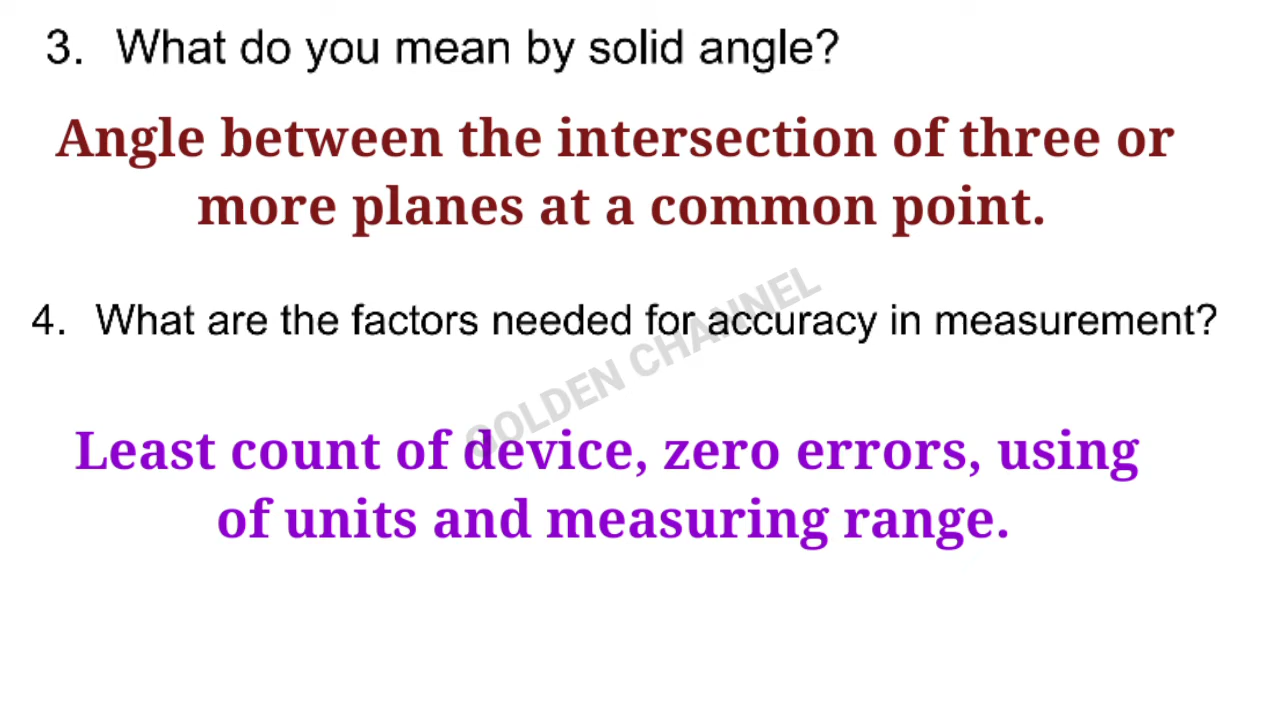 3. What do you mean by solid angle?
Angle between the intersection of three or
more planes at a common point.
4. What are the factors needed for accuracy in measurement?
GOLDEN CHANNEL
Least count of device, zero errors, using
of units and measuring range.